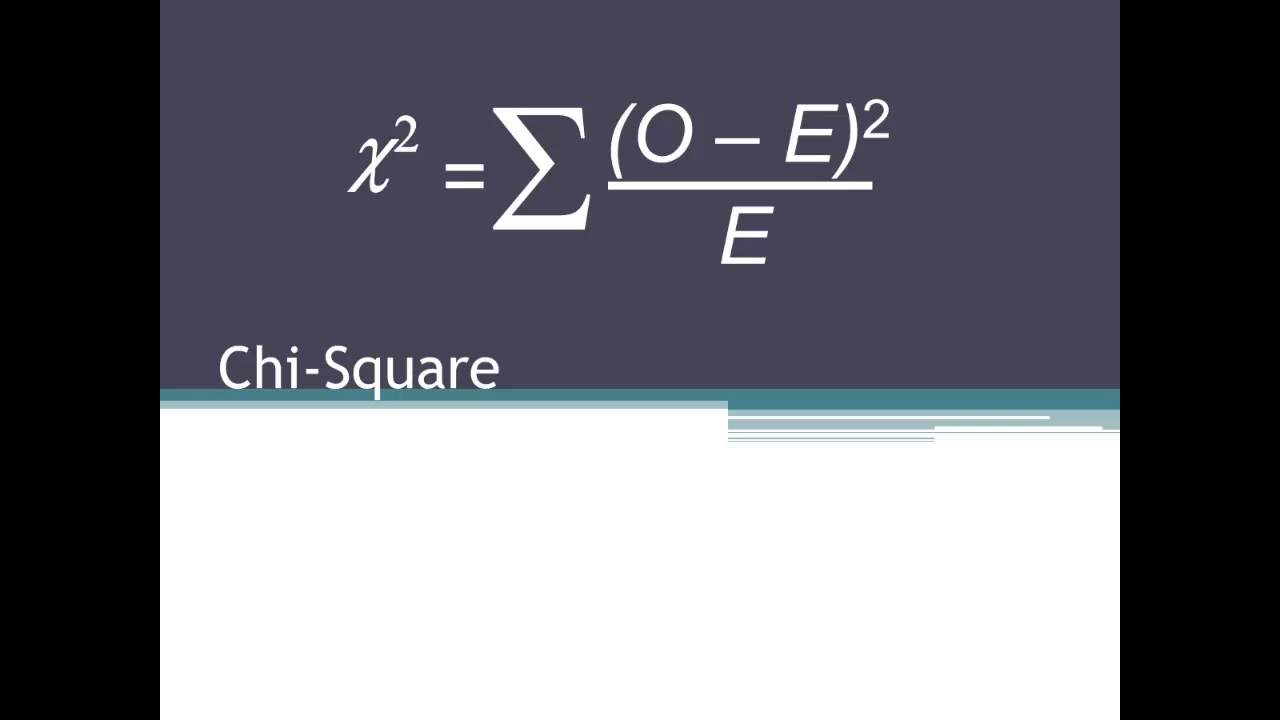 χ² = ∑ (O – E)² / E
Chi-Square